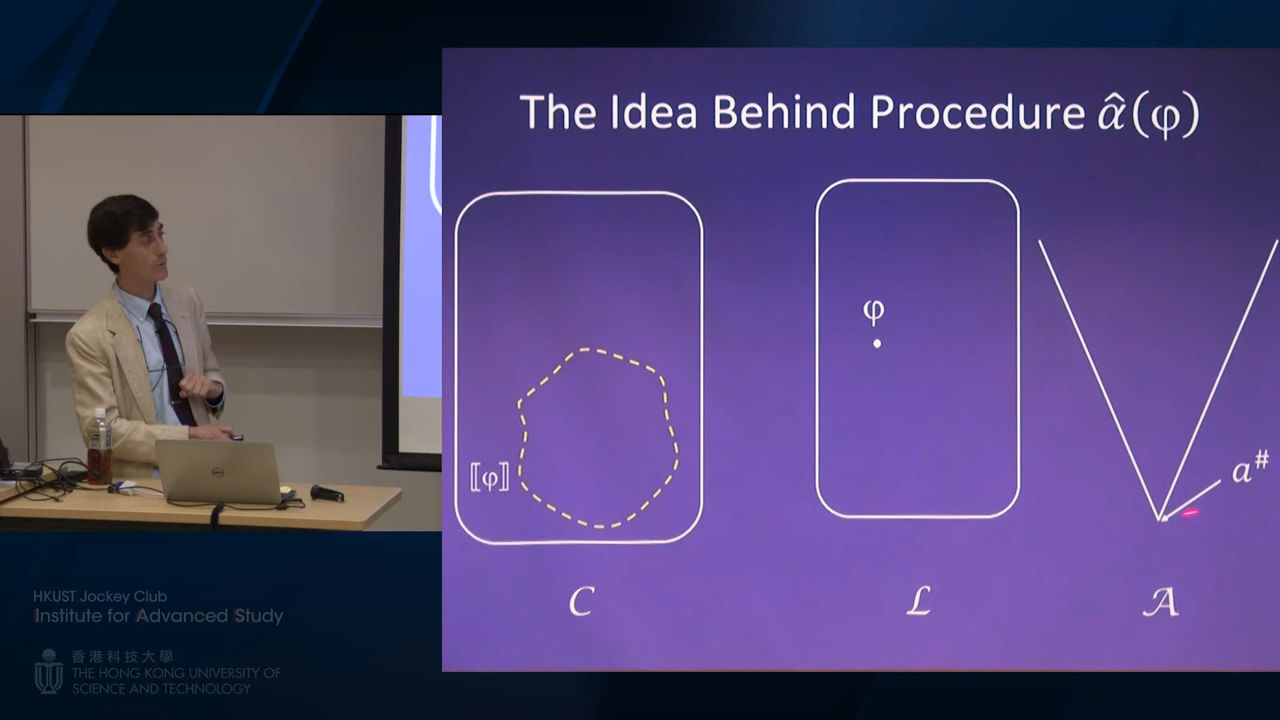 The Idea Behind Procedure α̂(φ)
φ
⟦φ⟧
a#
C
ℒ
𝒜
HKUST Jockey Club
Institute for Advanced Study
香港科技大學
THE HONG KONG UNIVERSITY OF
SCIENCE AND TECHNOLOGY